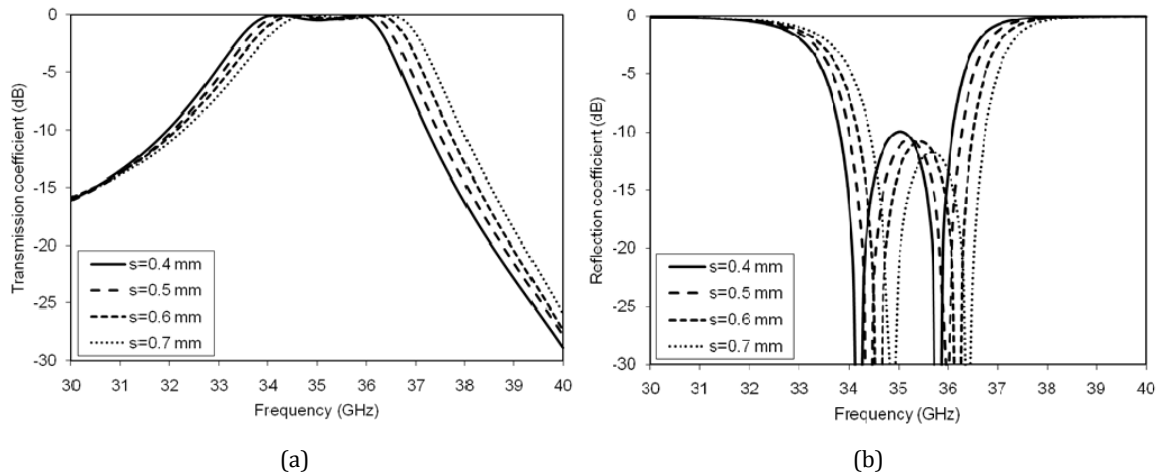 0
-5
-10
-15
-20
-25
-30
Transmission coefficient (dB)
s=0.4 mm
s=0.5 mm
s=0.6 mm
s=0.7 mm
30 31 32 33 34 35 36 37 38 39 40
Frequency (GHz)
(a)
0
-5
-10
-15
-20
-25
-30
Reflection coefficient (dB)
s=0.4 mm
s=0.5 mm
s=0.6 mm
s=0.7 mm
30 31 32 33 34 35 36 37 38 39 40
Frequency (GHz)
(b)